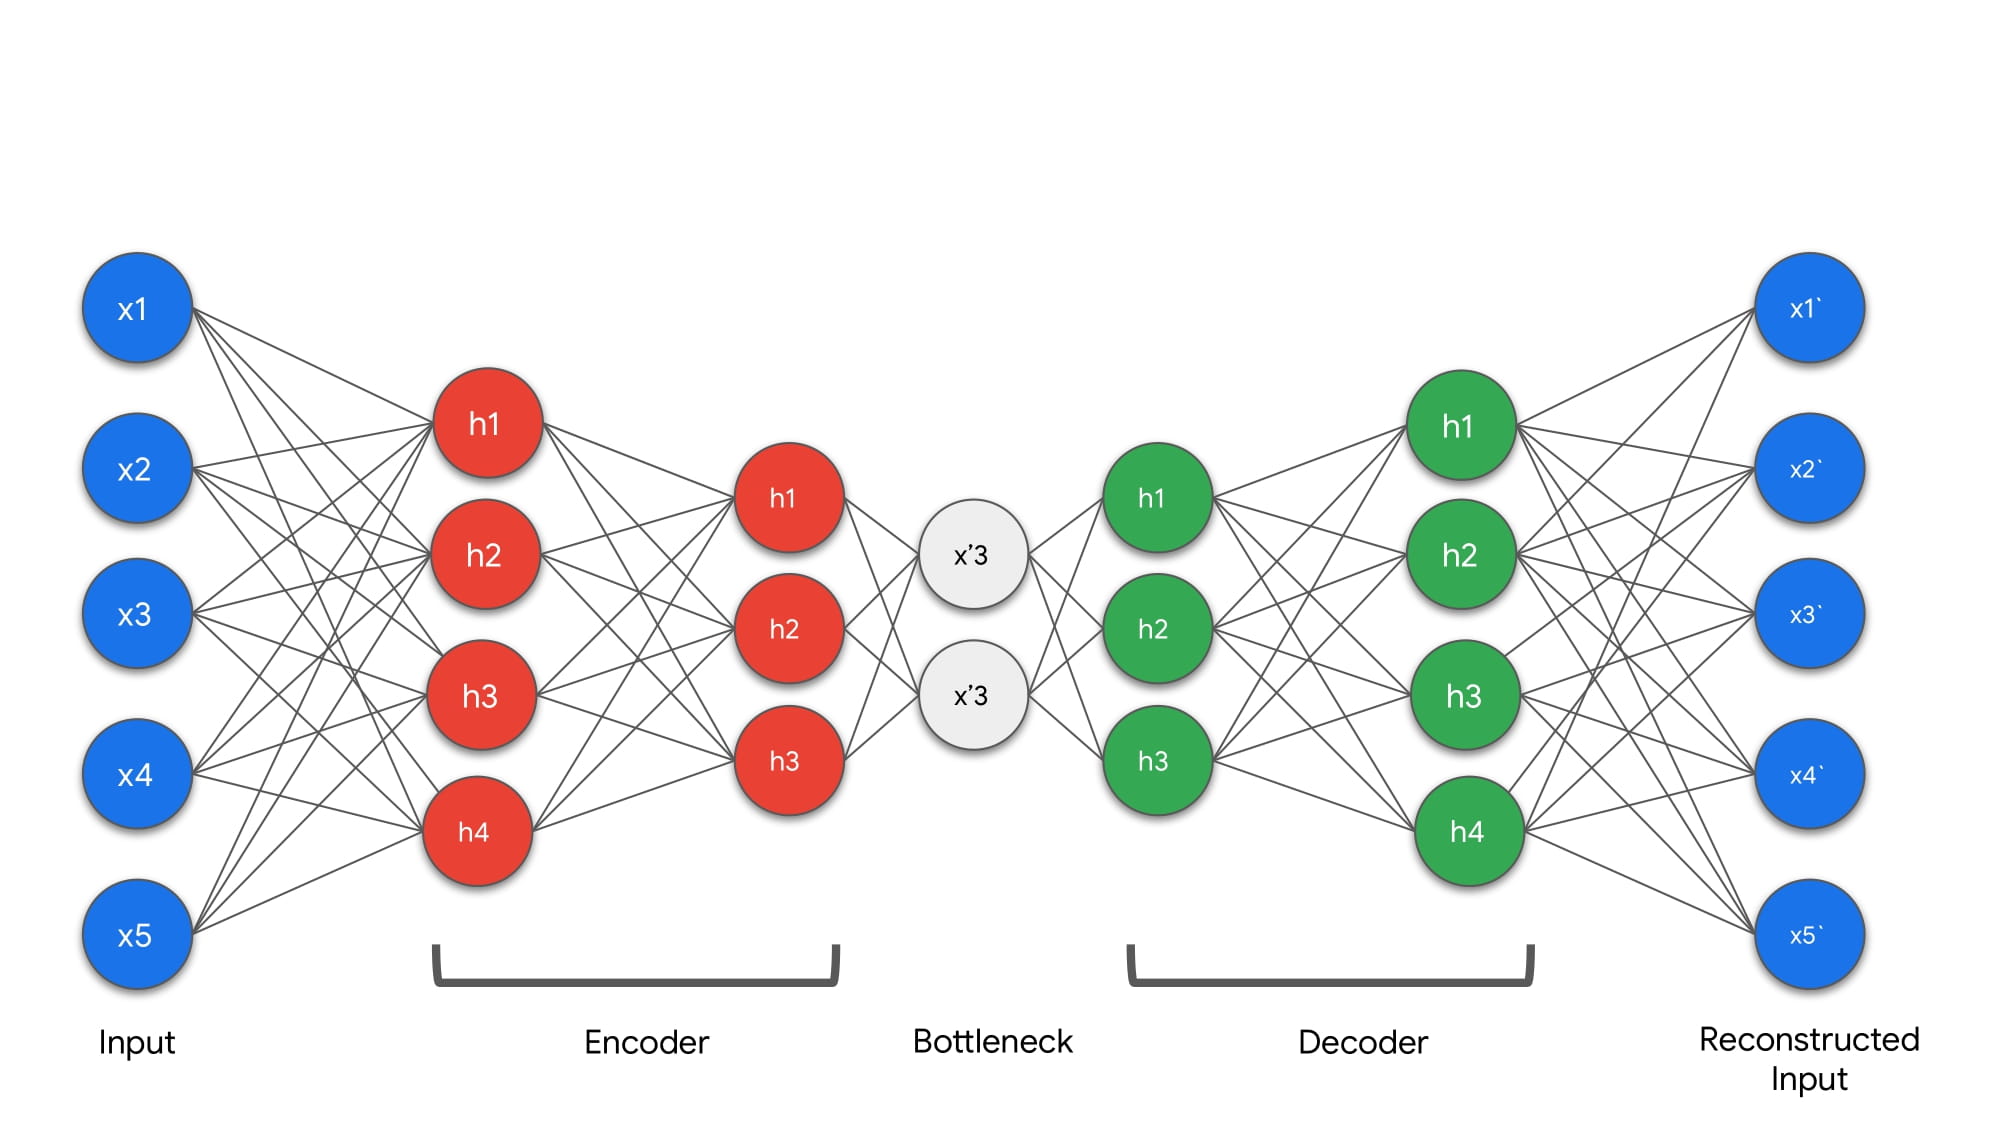 x1
x2
x3
x4
x5
h1
h2
h3
h4
h1
h2
h3
x’3
x’3
h1
h2
h3
h1
h2
h3
h4
x1`
x2`
x3`
x4`
x5`
Input
Encoder
Bottleneck
Decoder
Reconstructed
Input